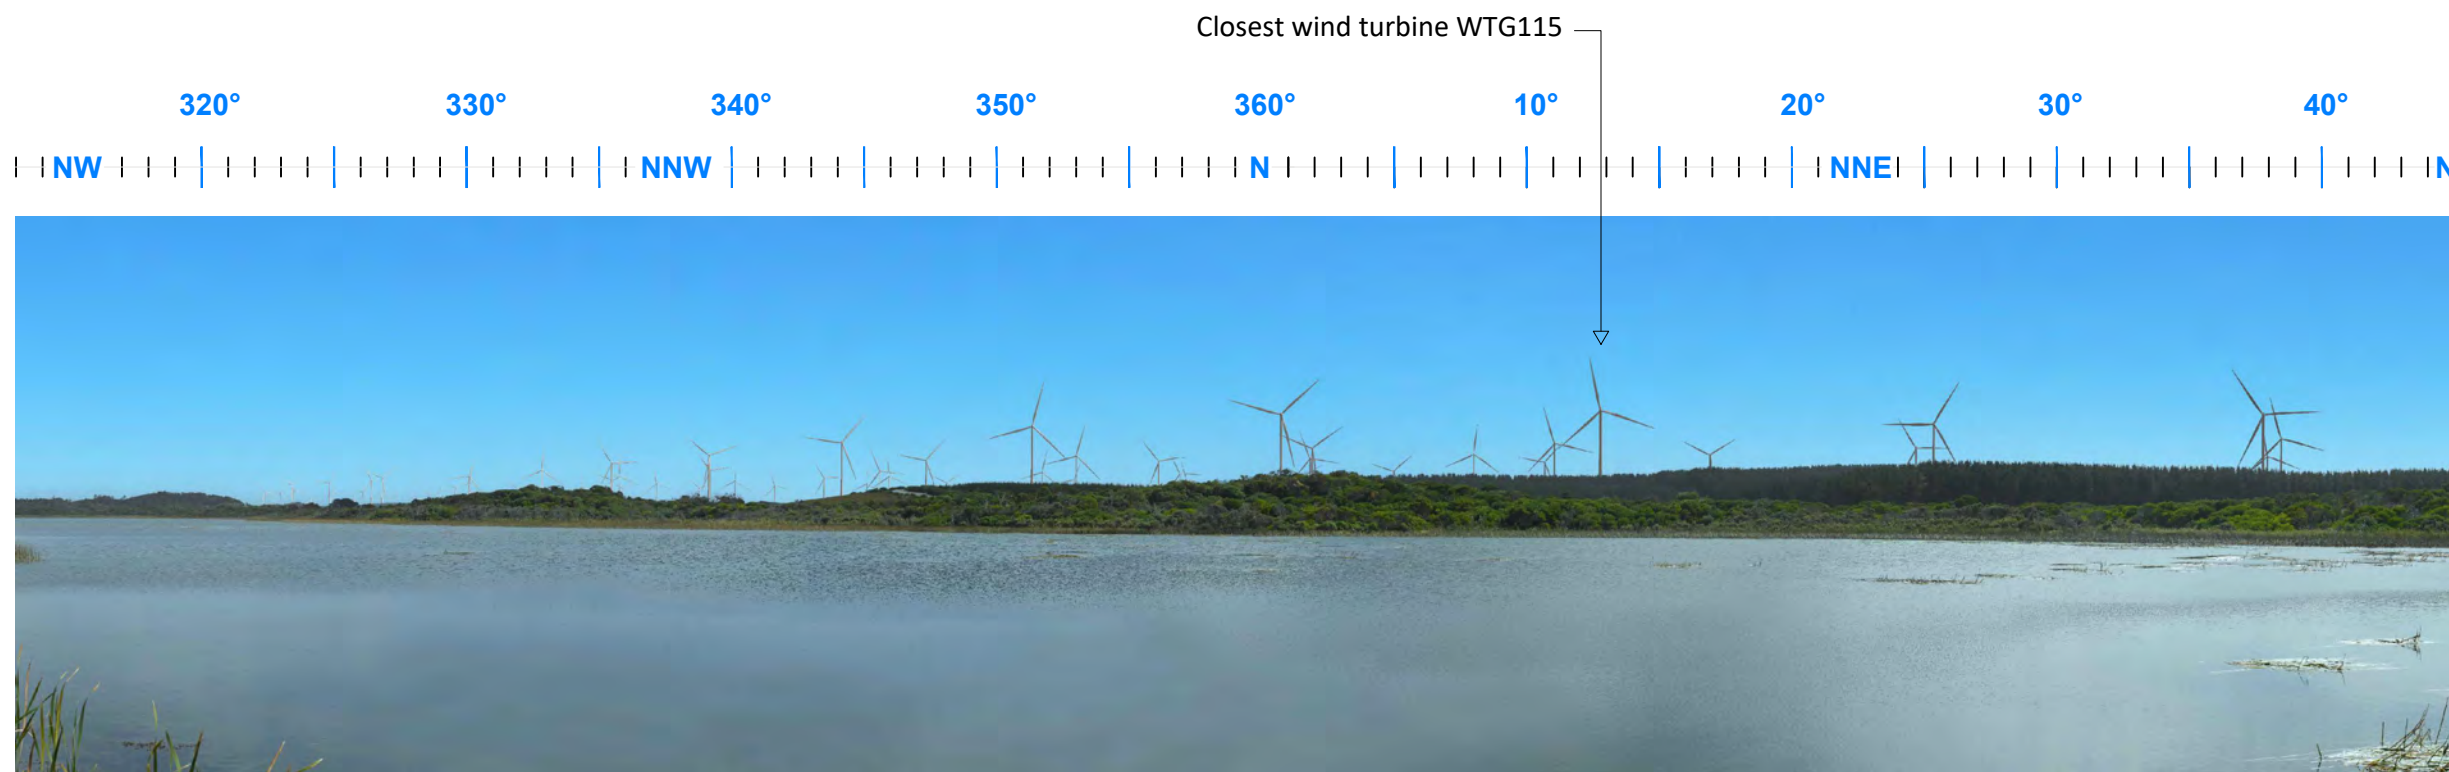 Closest wind turbine WTG115
320° 330° 340° 350° 360° 10° 20° 30° 40°
NW NNW N NNE N